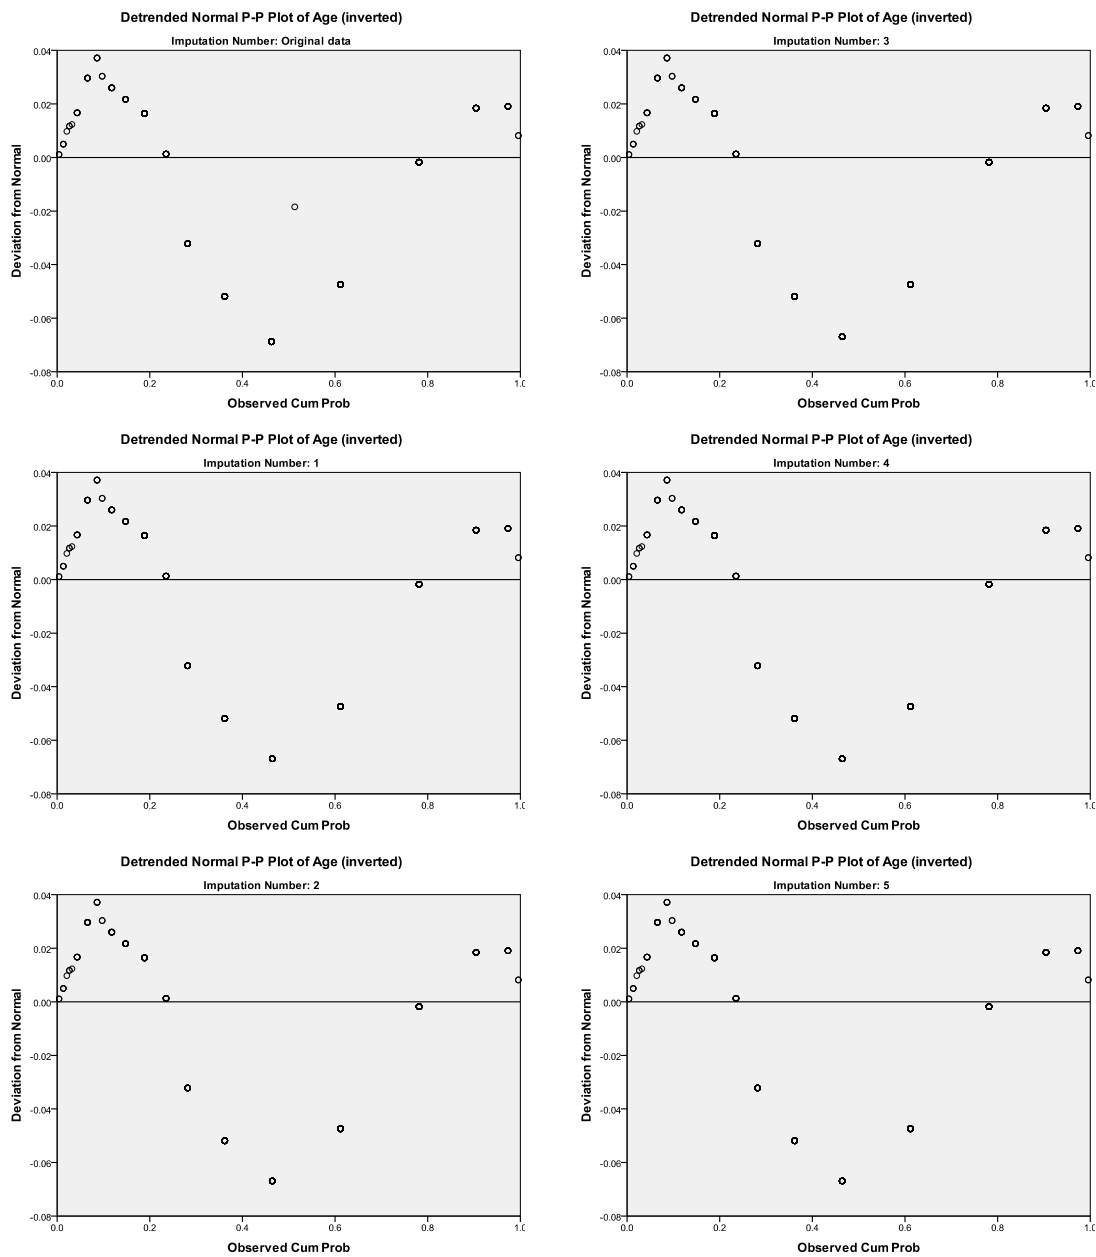 Detrended Normal P-P Plot of Age (inverted)
Imputation Number: Original data
0.04
0.02
0.00
-0.02
-0.04
-0.06
-0.08
Deviation from Normal
0.0 0.2 0.4 0.6 0.8 1.0
Observed Cum Prob
Detrended Normal P-P Plot of Age (inverted)
Imputation Number: 3
0.04
0.02
0.00
-0.02
-0.04
-0.06
-0.08
Deviation from Normal
0.0 0.2 0.4 0.6 0.8 1.0
Observed Cum Prob
Detrended Normal P-P Plot of Age (inverted)
Imputation Number: 1
0.04
0.02
0.00
-0.02
-0.04
-0.06
-0.08
Deviation from Normal
0.0 0.2 0.4 0.6 0.8 1.0
Observed Cum Prob
Detrended Normal P-P Plot of Age (inverted)
Imputation Number: 4
0.04
0.02
0.00
-0.02
-0.04
-0.06
-0.08
Deviation from Normal
0.0 0.2 0.4 0.6 0.8 1.0
Observed Cum Prob
Detrended Normal P-P Plot of Age (inverted)
Imputation Number: 2
0.04
0.02
0.00
-0.02
-0.04
-0.06
-0.08
Deviation from Normal
0.0 0.2 0.4 0.6 0.8 1.0
Observed Cum Prob
Detrended Normal P-P Plot of Age (inverted)
Imputation Number: 5
0.04
0.02
0.00
-0.02
-0.04
-0.06
-0.08
Deviation from Normal
0.0 0.2 0.4 0.6 0.8 1.0
Observed Cum Prob